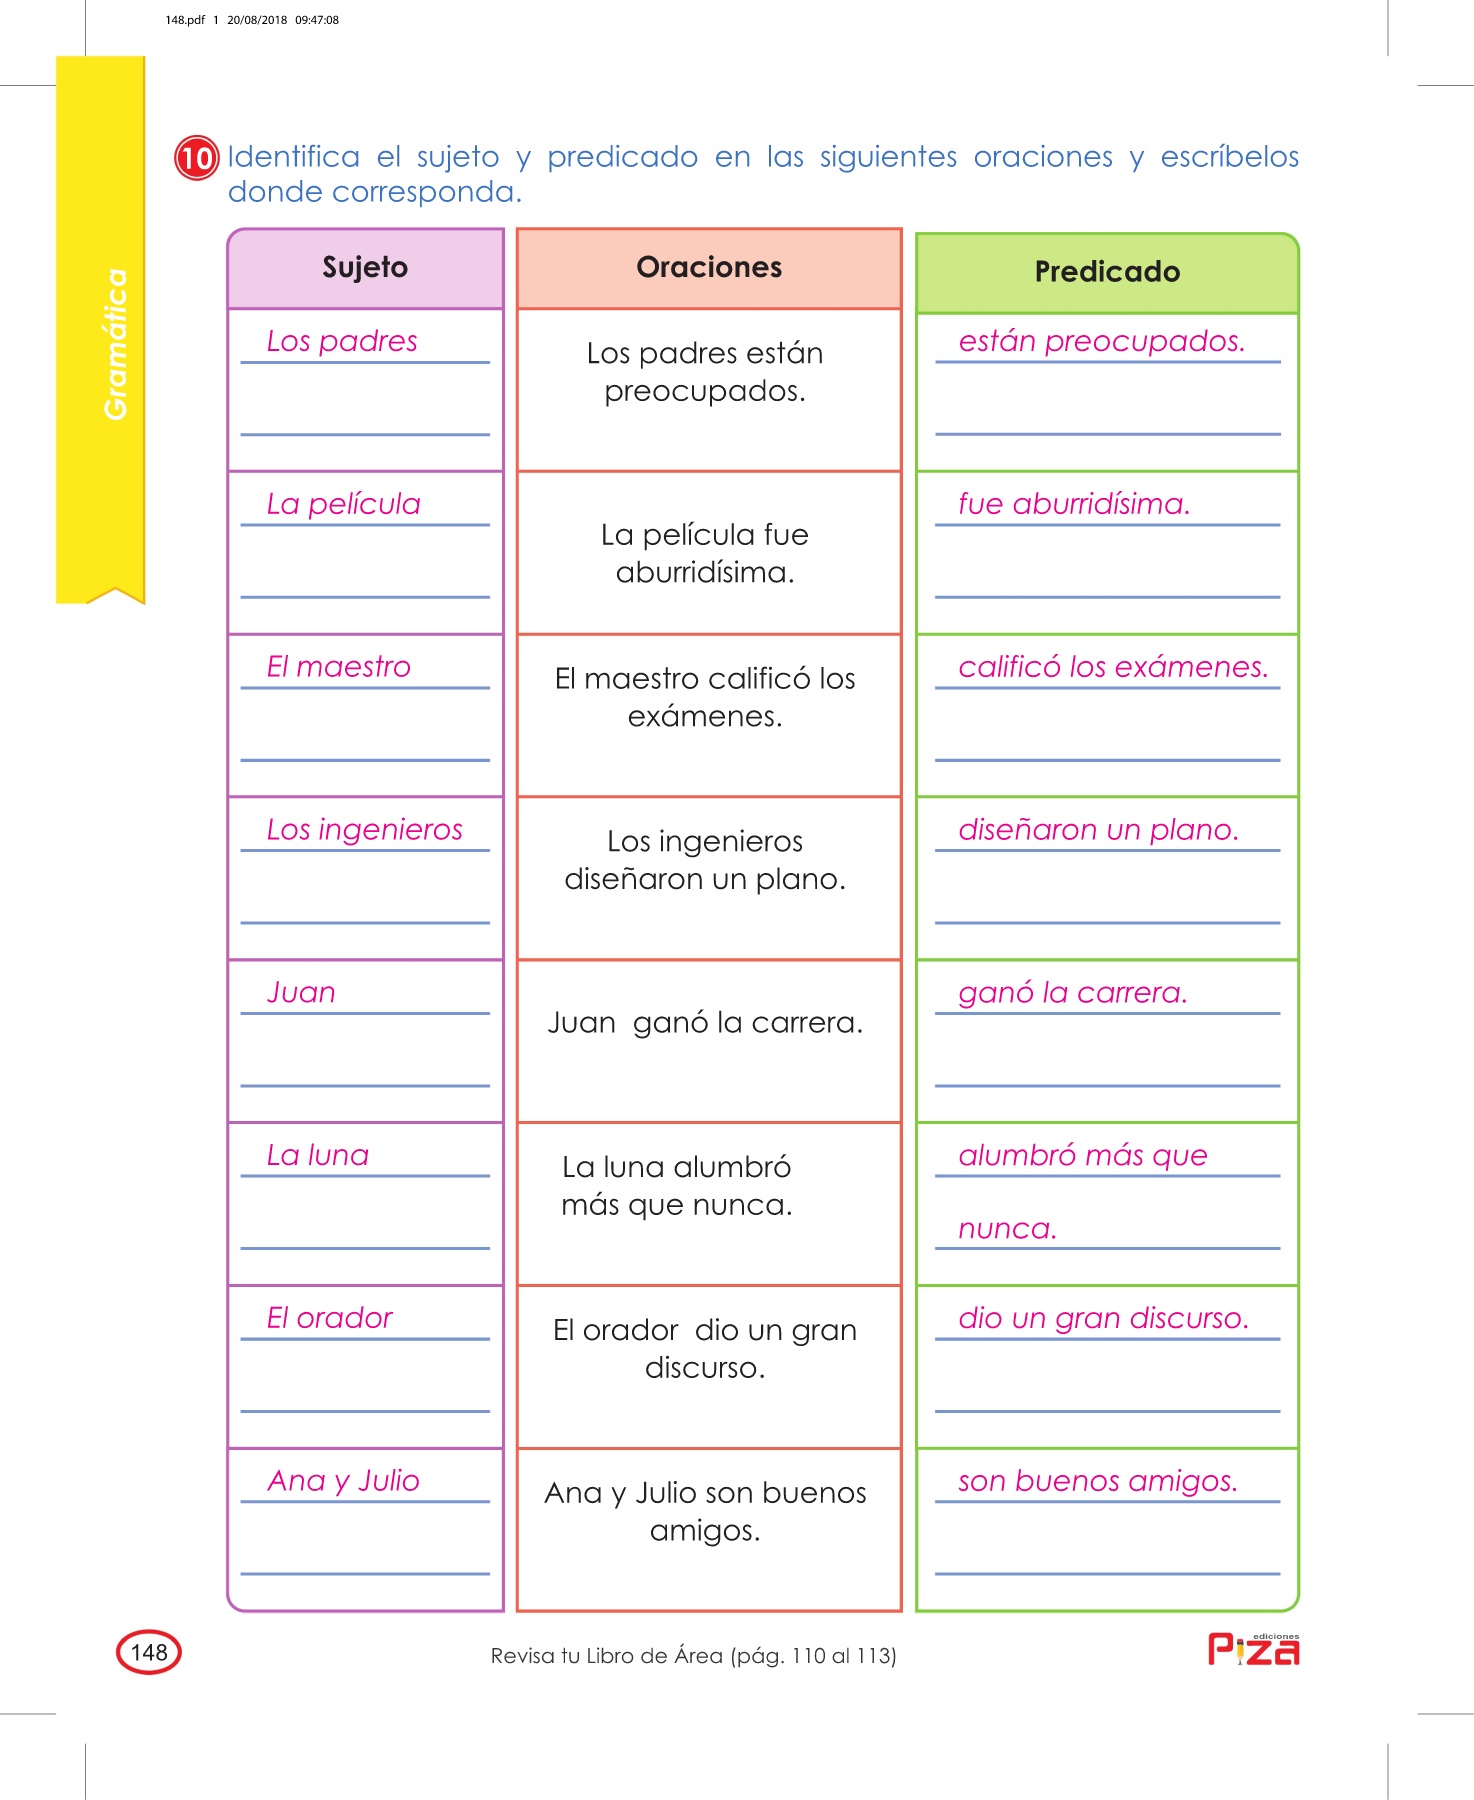 148.pdf 1 20/08/2018 09:47:08
Gramática
10 Identifica el sujeto y predicado en las siguientes oraciones y escríbelos
donde corresponda.
Sujeto
Oraciones
Predicado
Los padres
Los padres están
preocupados.
están preocupados.
La película
La película fue
aburridísima.
fue aburridísima.
El maestro
El maestro calificó los
exámenes.
calificó los exámenes.
Los ingenieros
Los ingenieros
diseñaron un plano.
diseñaron un plano.
Juan
Juan ganó la carrera.
ganó la carrera.
La luna
La luna alumbró
más que nunca.
alumbró más que
nunca.
El orador
El orador dio un gran
discurso.
dio un gran discurso.
Ana y Julio
Ana y Julio son buenos
amigos.
son buenos amigos.
148
Revisa tu Libro de Área (pág. 110 al 113)
ediciones
Piza